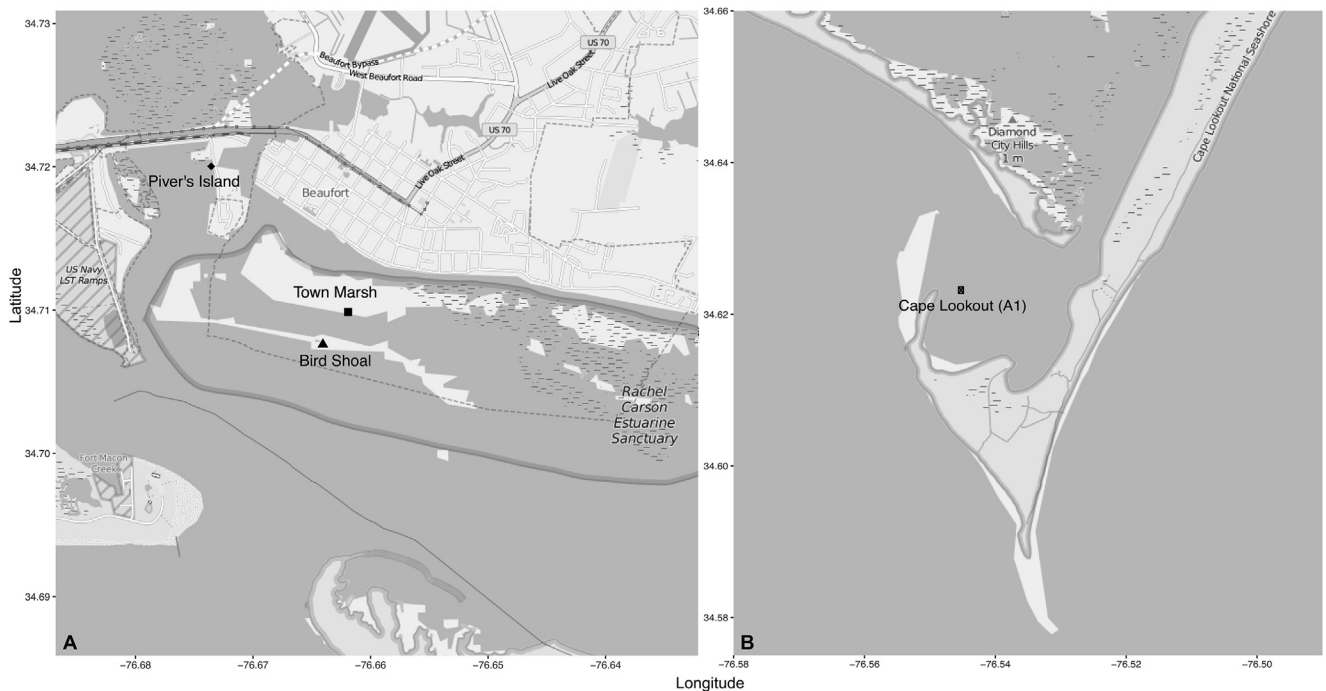 34.73
34.72
34.71
34.70
34.69
Latitude
Beaufort Bypass
West Beaufort Road
US 70
Live Oak Street
US 70
Live Oak Street
Piver's Island
Beaufort
US Navy
LST Ramps
Town Marsh
Bird Shoal
Rachel
Carson
Estuarine
Sanctuary
Fort Macon
Creek
A
−76.68
−76.67
−76.66
−76.65
−76.64
34.66
34.64
34.62
34.60
34.58
Cape Lookout National Seashore
Diamond
City Hills
1 m
Cape Lookout (A1)
B
−76.58
−76.56
−76.54
−76.52
−76.50
Longitude